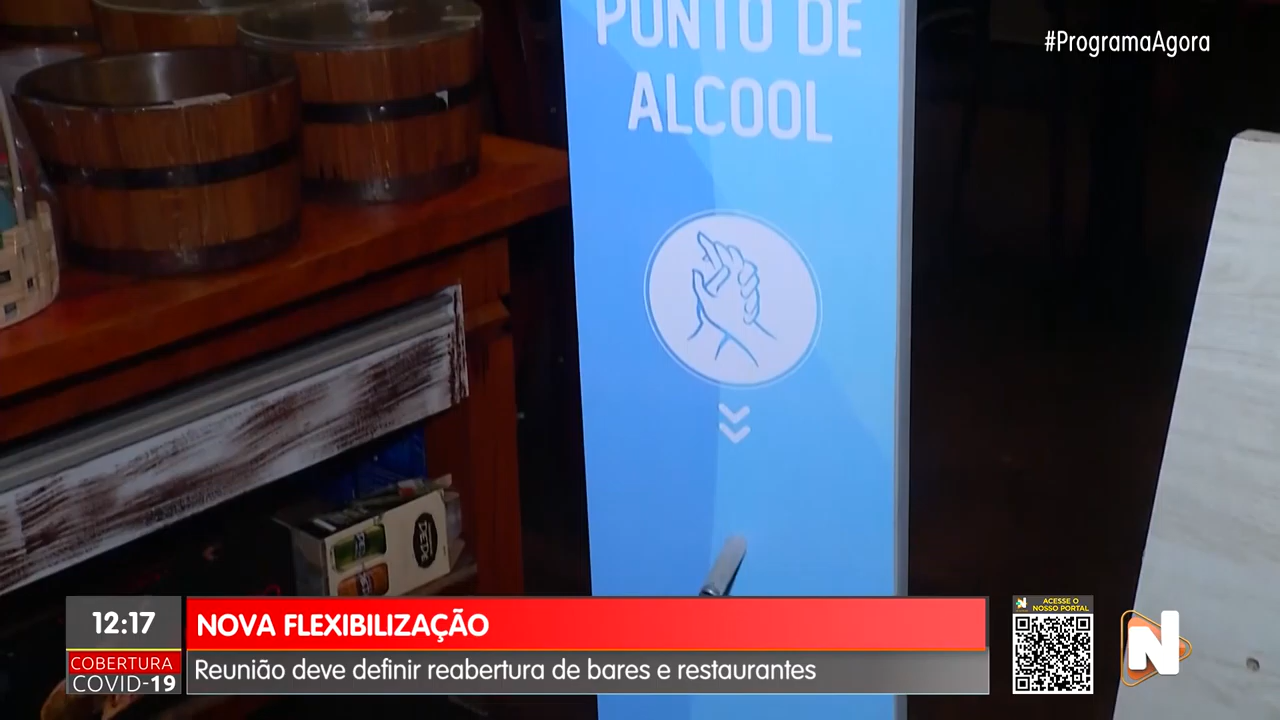 #ProgramaAgora
PUNTO DE
ALCOOL
12:17
NOVA FLEXIBILIZAÇÃO
COBERTURA
COVID-19
Reunião deve definir reabertura de bares e restaurantes
ACESSE O
NOSSO PORTAL
N